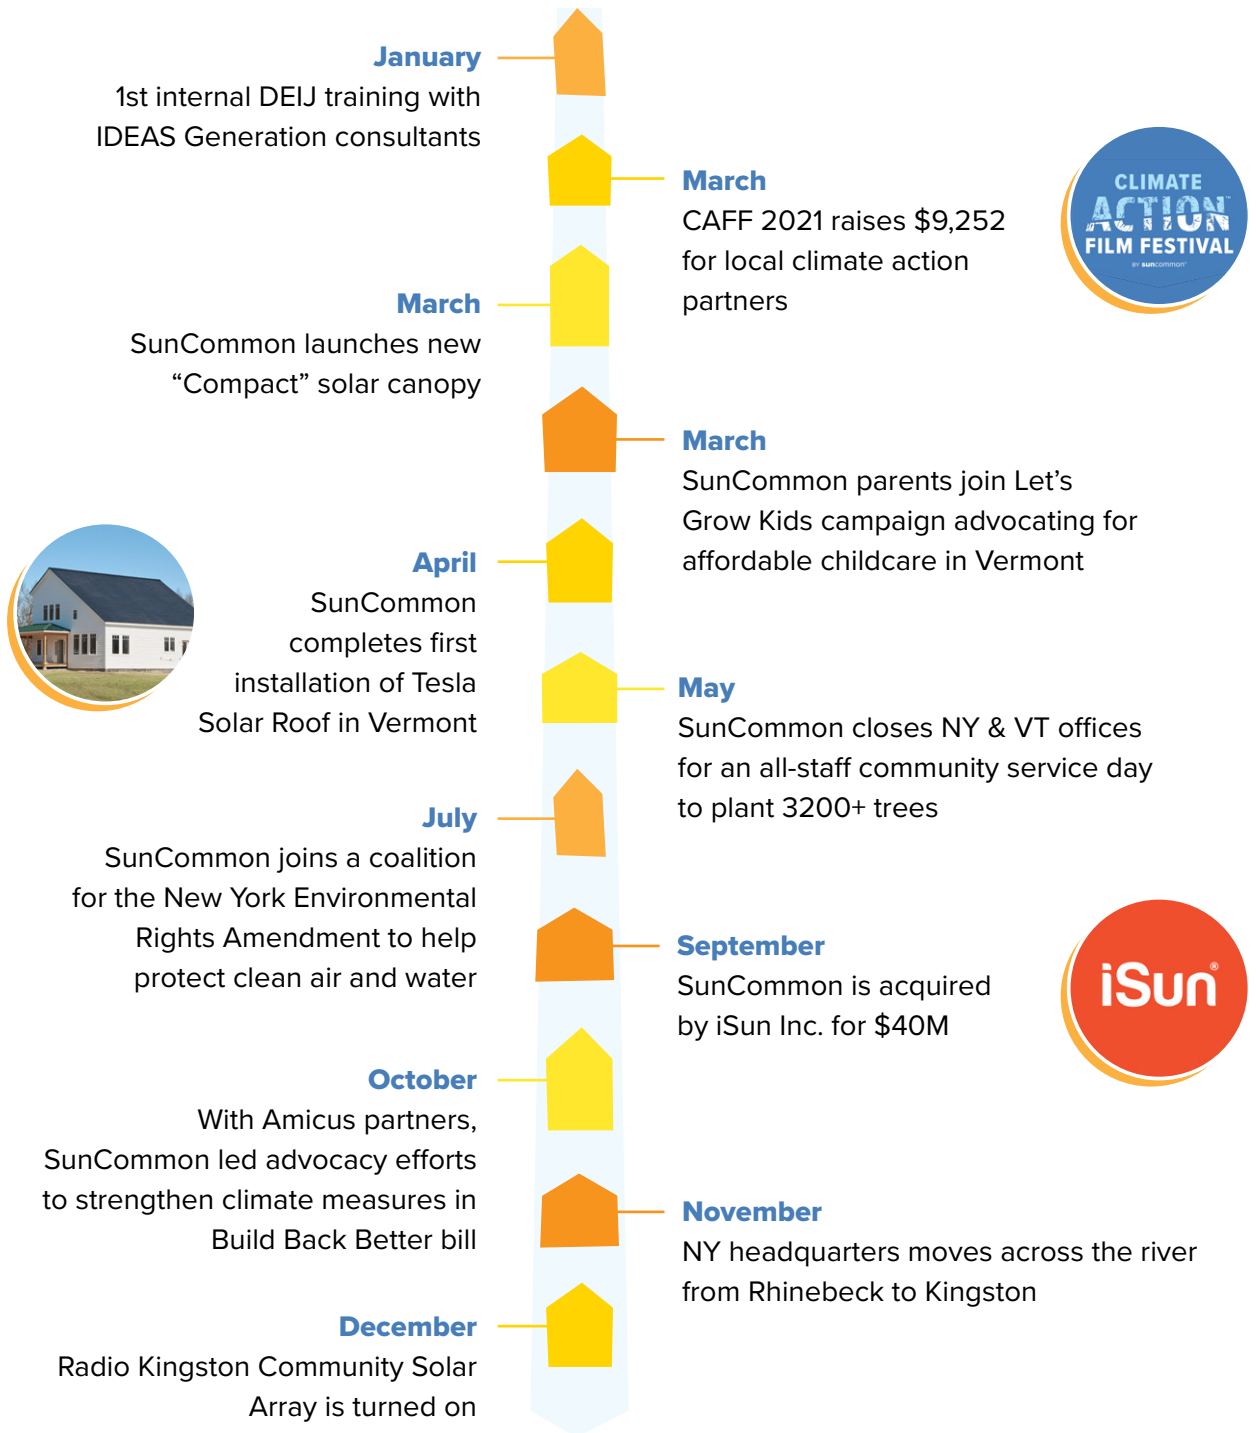 January
1st internal DEIJ training with
IDEAS Generation consultants
March
CAFF 2021 raises $9,252
for local climate action
partners
CLIMATE
ACTION™
FILM FESTIVAL
BY suncommon®
March
SunCommon launches new
“Compact” solar canopy
March
SunCommon parents join Let’s
Grow Kids campaign advocating for
affordable childcare in Vermont
April
SunCommon
completes first
installation of Tesla
Solar Roof in Vermont
May
SunCommon closes NY & VT offices
for an all-staff community service day
to plant 3200+ trees
July
SunCommon joins a coalition
for the New York Environmental
Rights Amendment to help
protect clean air and water
September
SunCommon is acquired
by iSun Inc. for $40M
iSun®
October
With Amicus partners,
SunCommon led advocacy efforts
to strengthen climate measures in
Build Back Better bill
November
NY headquarters moves across the river
from Rhinebeck to Kingston
December
Radio Kingston Community Solar
Array is turned on